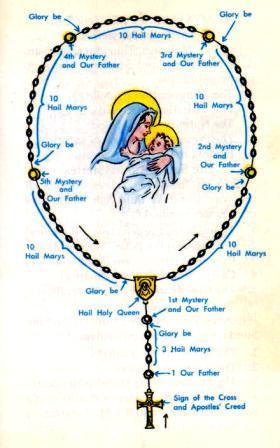 Glory be
10 Hail Marys
Glory be
4th Mystery
and Our Father
3rd Mystery
and Our Father
10
Hail Marys
10
Hail Marys
Glory be
2nd Mystery
and Our
Father
Glory be
5th Mystery
and
Our Father
10
Hail Marys
10
Hail Marys
Glory be
Hail Holy Queen
1st Mystery
and Our Father
Glory be
3 Hail Marys
1 Our Father
Sign of the Cross
and Apostles' Creed